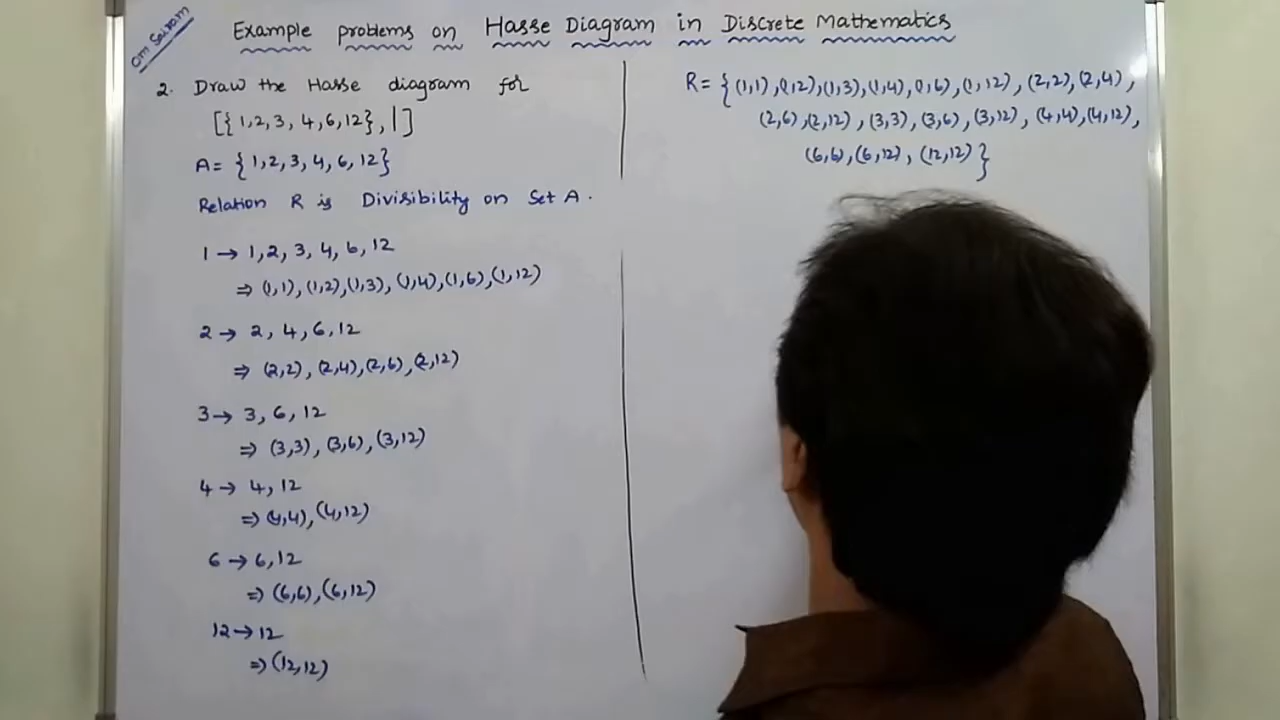 Om Sairam
Example problems on Hasse Diagram in Discrete Mathematics
2. Draw the Hasse diagram for
[{1,2,3, 4,6,12}, |]
A= {1,2,3, 4, 6, 12}
Relation R is Divisibility on Set A.
1 → 1,2, 3, 4, 6, 12
⇒ (1,1), (1,2),(1,3), (1,4),(1,6),(1,12)
2 → 2, 4, 6, 12
⇒ (2,2), (2,4),(2,6),(2,12)
3 → 3, 6, 12
⇒ (3,3), (3,6), (3,12)
4 → 4, 12
⇒ (4,4), (4,12)
6 → 6,12
⇒ (6,6), (6,12)
12 → 12
⇒ (12,12)
R= {(1,1),(1,2),(1,3),(1,4),(1,6),(1,12), (2,2),(2,4),
(2,6),(2,12), (3,3), (3,6), (3,12), (4,4),(4,12),
(6,6), (6,12), (12,12)}